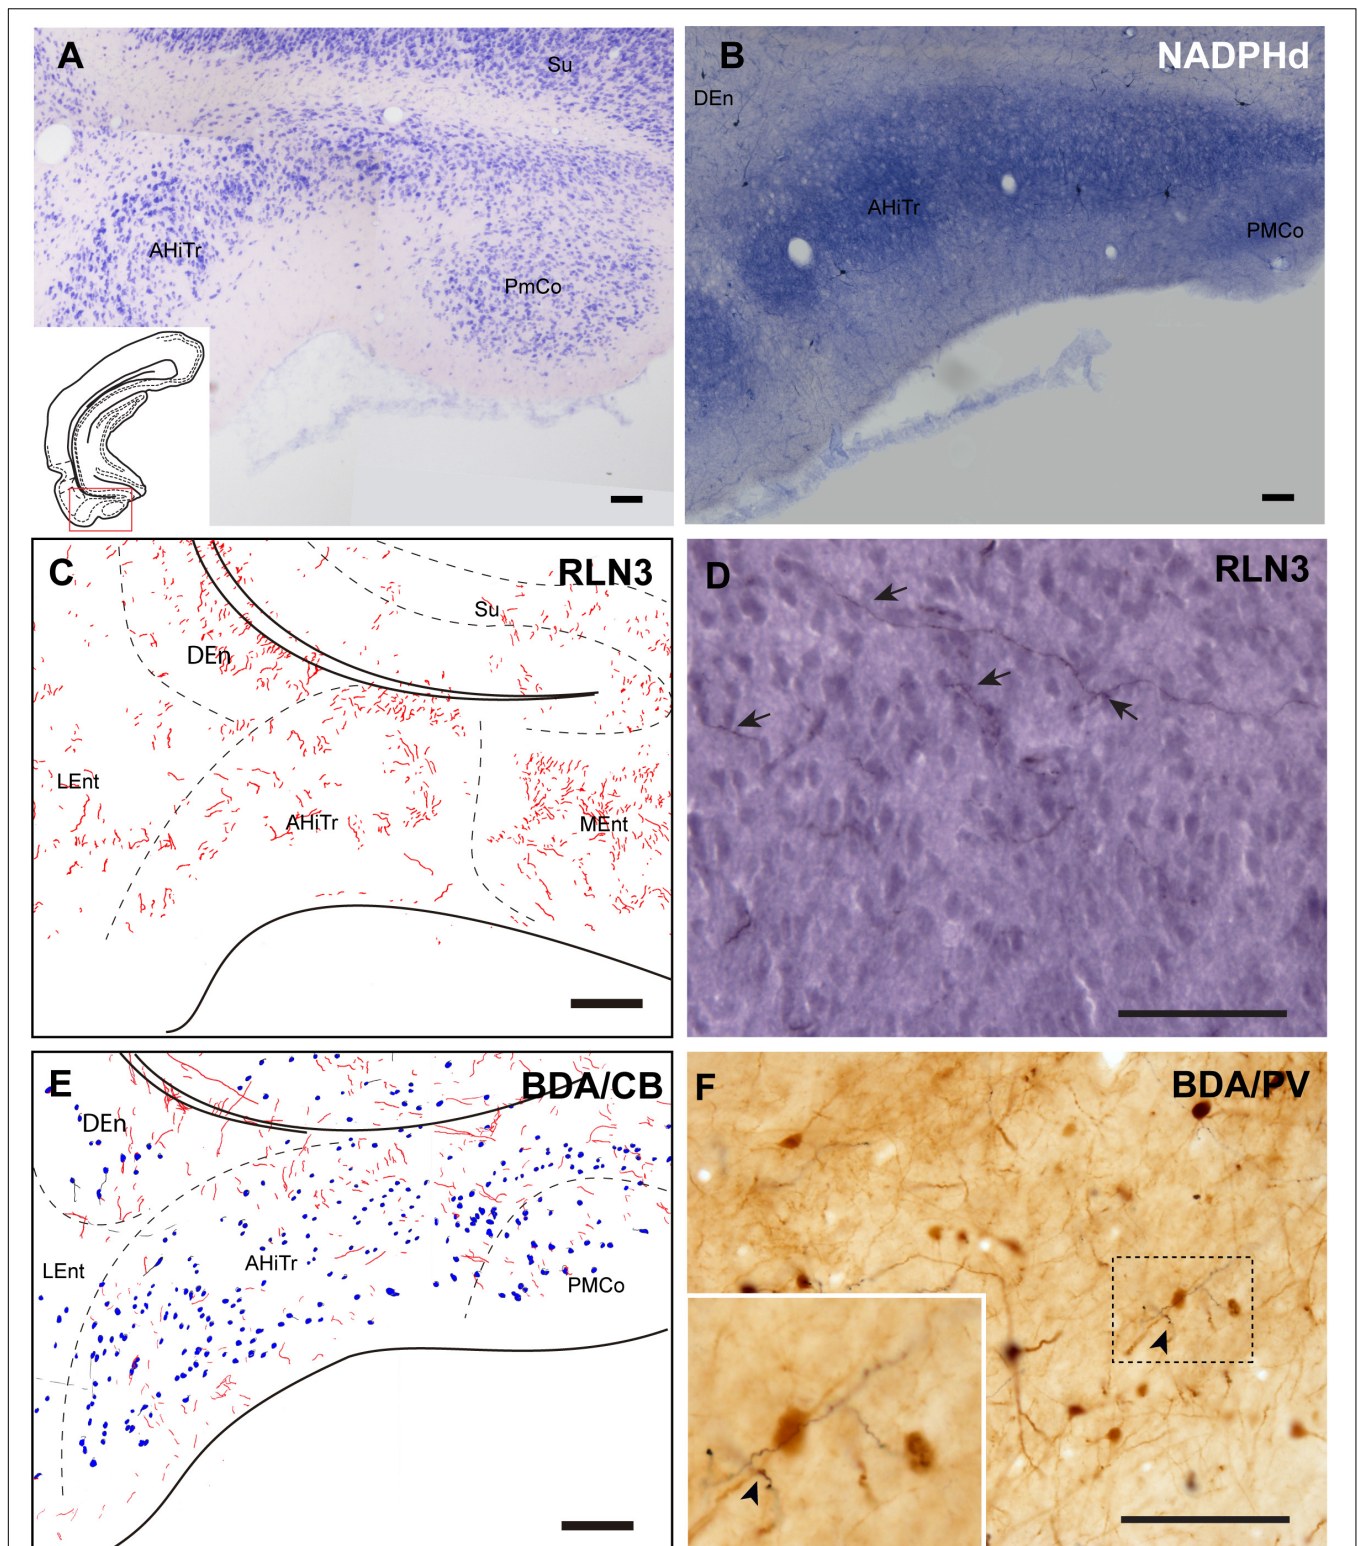 A
Su
AHiTr
PmCo
B
NADPHd
DEn
AHiTr
PMCo
C
RLN3
Su
DEn
LEnt
AHiTr
MEnt
D
RLN3
E
BDA/CB
DEn
LEnt
AHiTr
PMCo
F
BDA/PV